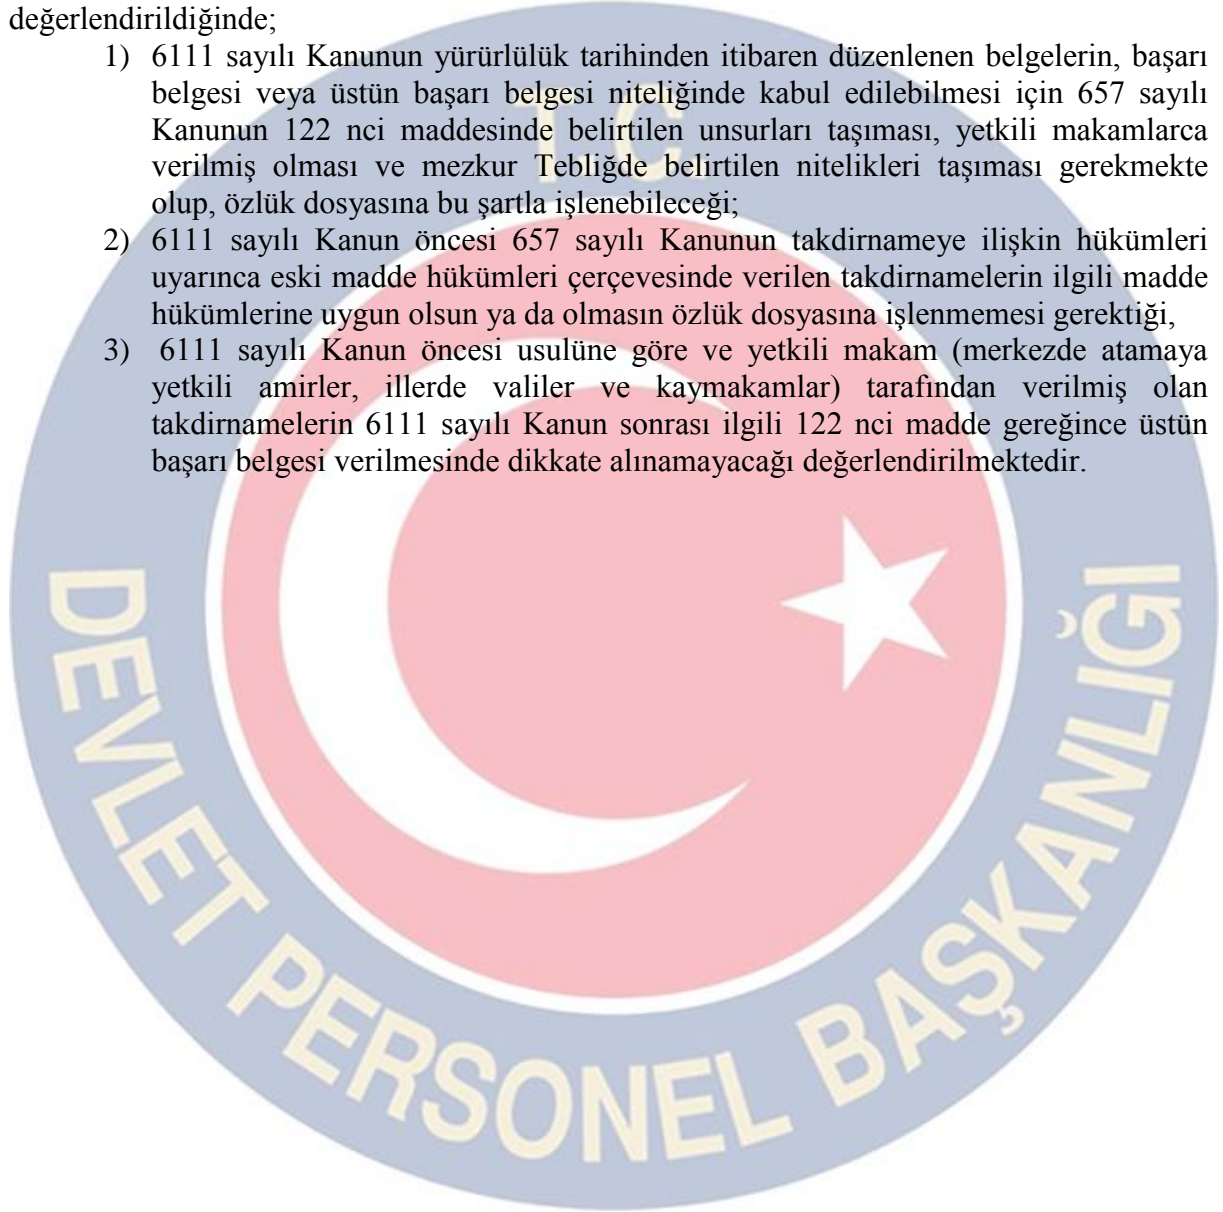 değerlendirildiğinde;
1) 6111 sayılı Kanunun yürürlülük tarihinden itibaren düzenlenen belgelerin, başarı
belgesi veya üstün başarı belgesi niteliğinde kabul edilebilmesi için 657 sayılı
Kanunun 122 nci maddesinde belirtilen unsurları taşıması, yetkili makamlarca
verilmiş olması ve mezkur Tebliğde belirtilen nitelikleri taşıması gerekmekte
olup, özlük dosyasına bu şartla işlenebileceği;
2) 6111 sayılı Kanun öncesi 657 sayılı Kanunun takdirnameye ilişkin hükümleri
uyarınca eski madde hükümleri çerçevesinde verilen takdirnamelerin ilgili madde
hükümlerine uygun olsun ya da olmasın özlük dosyasına işlenmemesi gerektiği,
3) 6111 sayılı Kanun öncesi usulüne göre ve yetkili makam (merkezde atamaya
yetkili amirler, illerde valiler ve kaymakamlar) tarafından verilmiş olan
takdirnamelerin 6111 sayılı Kanun sonrası ilgili 122 nci madde gereğince üstün
başarı belgesi verilmesinde dikkate alınamayacağı değerlendirilmektedir.
T.C.
DEVLET PERSONEL BAŞKANLIĞI